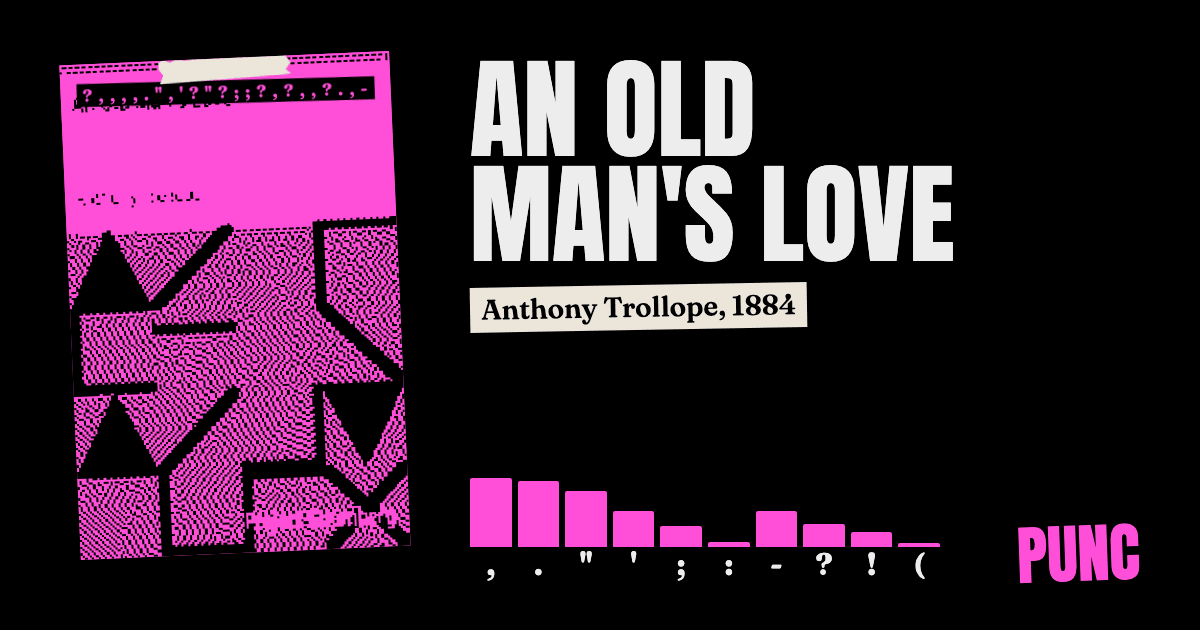 ?,,,,.",'?"?;;?,?,,?.,-
AN OLD
MAN'S LOVE
Anthony Trollope, 1884
, . " ' ; : - ? ! (
PUNC